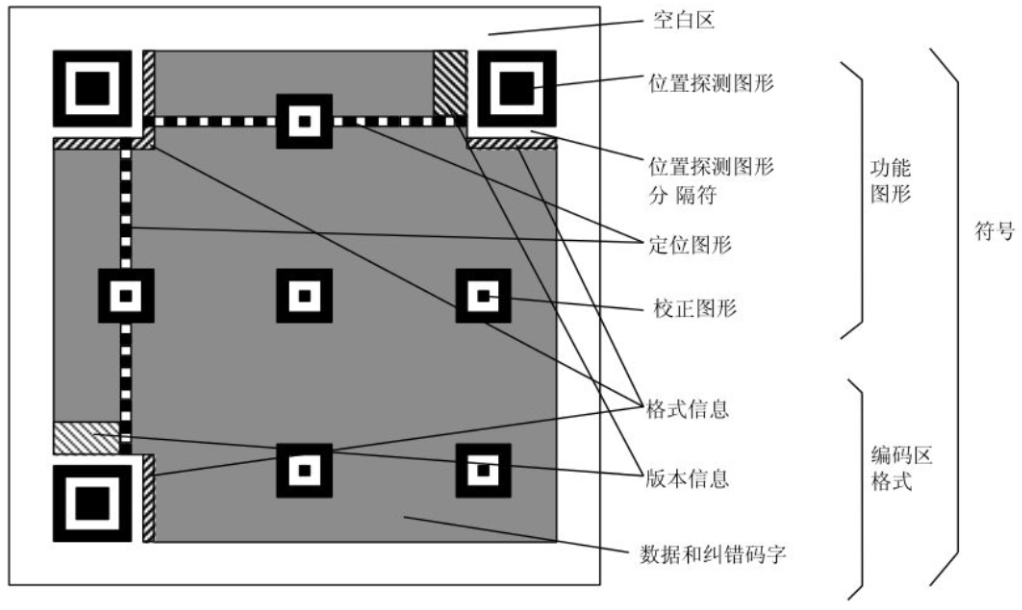 空白区
位置探测图形
位置探测图形
分 隔符
定位图形
校正图形
格式信息
版本信息
数据和纠错码字
功能
图形
编码区
格式
符号